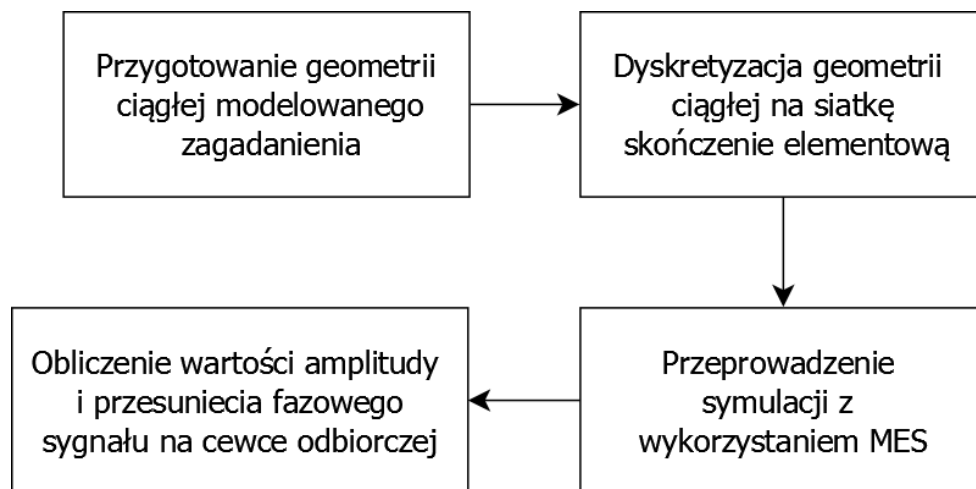 Przygotowanie geometrii
ciągłej modelowanego
zagadanienia
Dyskretyzacja geometrii
ciągłej na siatkę
skończenie elementową
Przeprowadzenie
symulacji z
wykorzystaniem MES
Obliczenie wartości amplitudy
i przesuniecia fazowego
sygnału na cewce odbiorczej